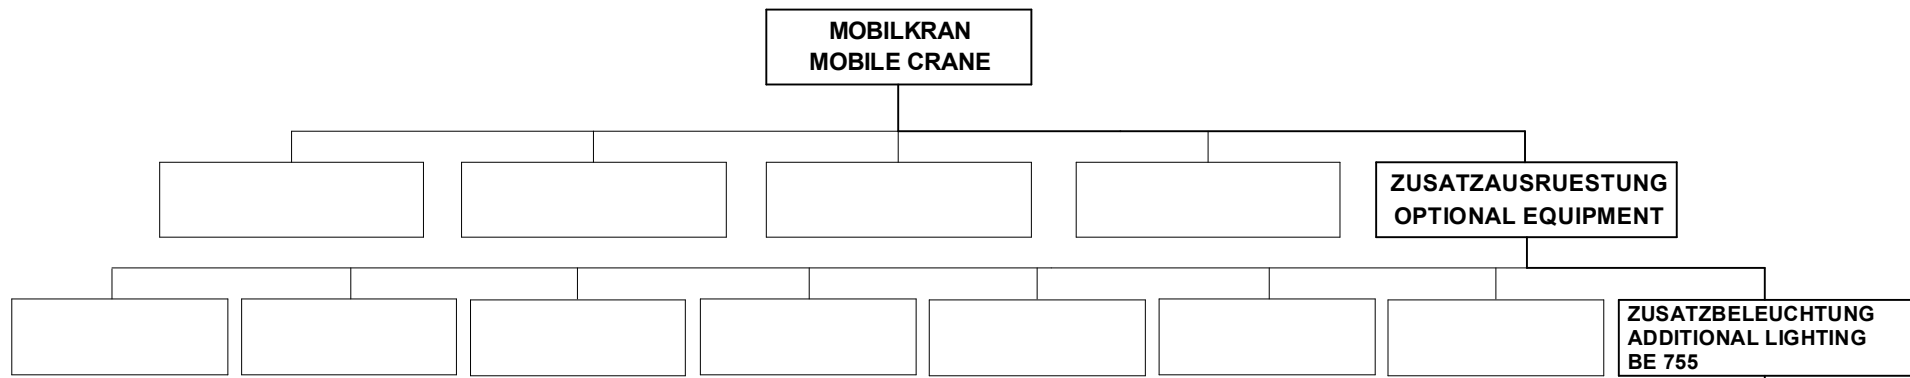 MOBILKRAN
MOBILE CRANE
ZUSATZAUSRUESTUNG
OPTIONAL EQUIPMENT
ZUSATZBELEUCHTUNG
ADDITIONAL LIGHTING
BE 755